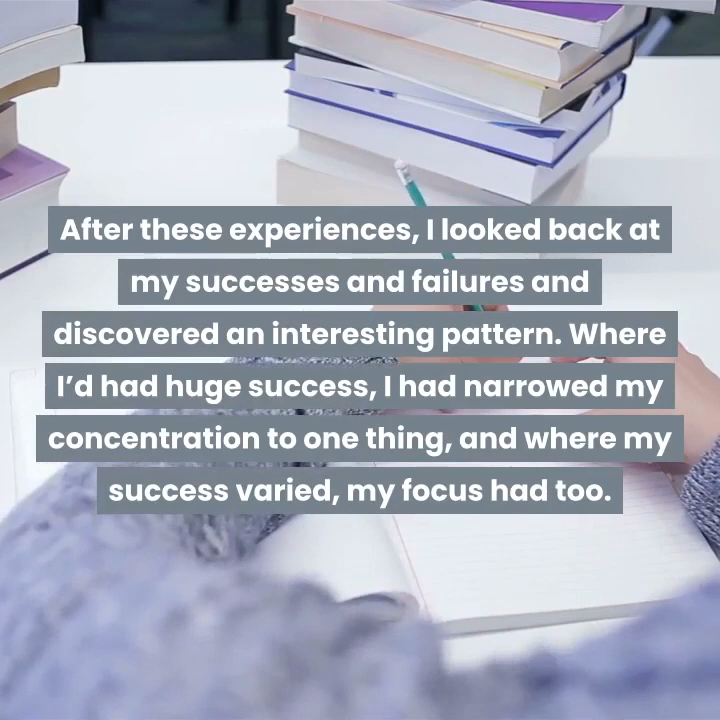 After these experiences, I looked back at
my successes and failures and
discovered an interesting pattern. Where
I’d had huge success, I had narrowed my
concentration to one thing, and where my
success varied, my focus had too.